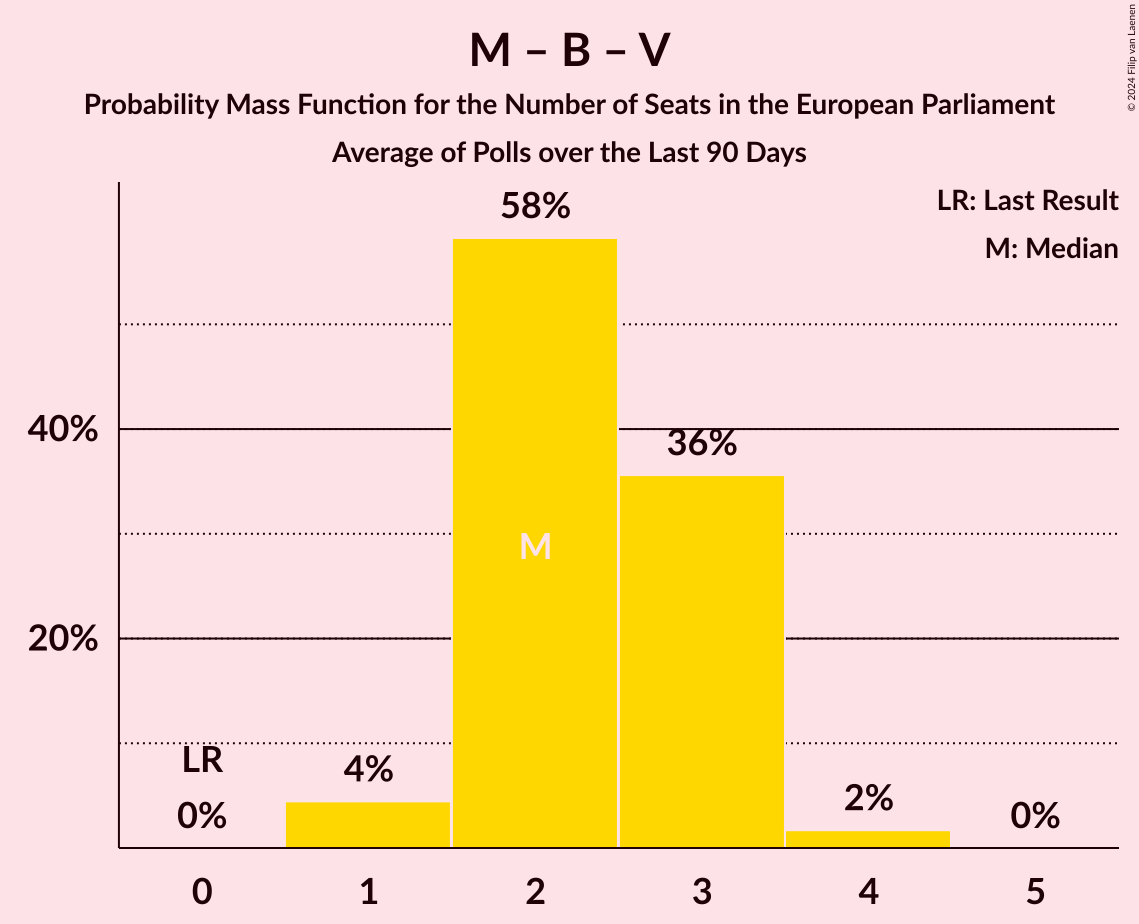 M – B – V
Probability Mass Function for the Number of Seats in the European Parliament
Average of Polls over the Last 90 Days
© 2024 Filip van Laenen
LR: Last Result
M: Median
58%
40%
36%
M
20%
LR
0%
4%
2%
0%
0 1 2 3 4 5